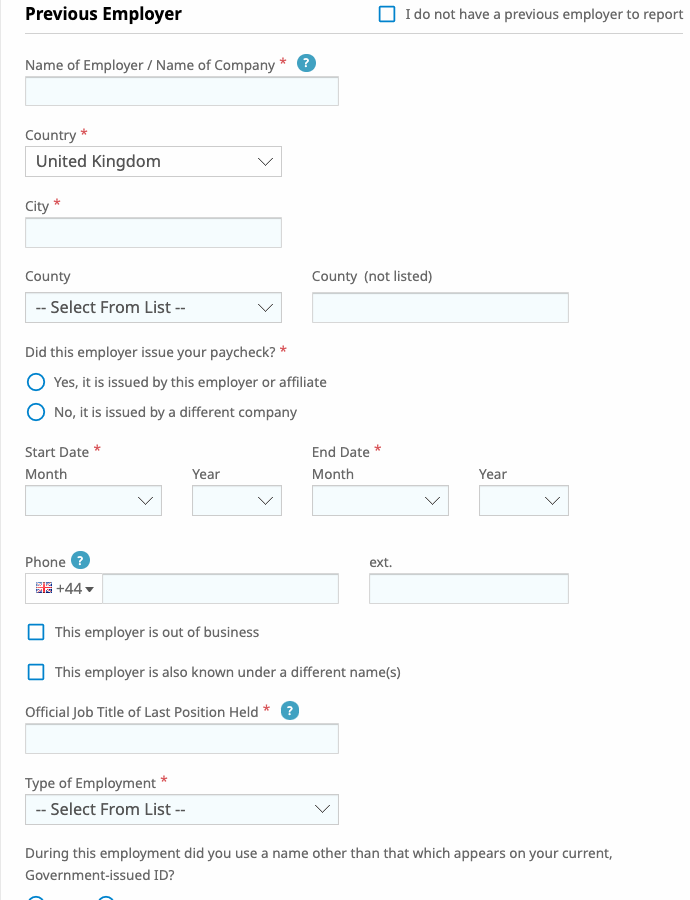 Previous Employer
I do not have a previous employer to report
Name of Employer / Name of Company * ?
Country *
United Kingdom
City *
County
County (not listed)
-- Select From List --
Did this employer issue your paycheck? *
Yes, it is issued by this employer or affiliate
No, it is issued by a different company
Start Date *
End Date *
Month
Year
Month
Year
Phone ?
ext.
+44
This employer is out of business
This employer is also known under a different name(s)
Official Job Title of Last Position Held * ?
Type of Employment *
-- Select From List --
During this employment did you use a name other than that which appears on your current,
Government-issued ID?